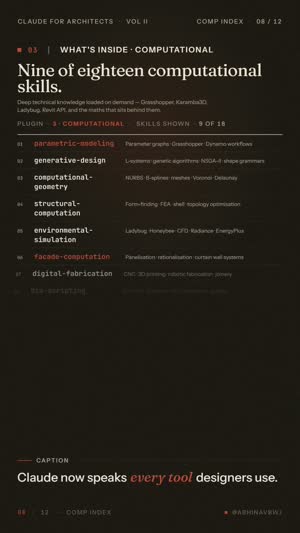 CLAUDE FOR ARCHITECTS · VOL II
COMP INDEX | 08 / 12
03 | WHAT'S INSIDE · COMPUTATIONAL
Nine of eighteen computational
skills.
Deep technical knowledge loaded on demand — Grasshopper, Karamba3D,
Ladybug, Revit API, and the maths that sits behind them.
PLUGIN · 3 · COMPUTATIONAL · SKILLS SHOWN · 9 OF 18
01 parametric-modeling Parameter graphs · Grasshopper · Dynamo workflows
02 generative-design L-systems · genetic algorithms · NSGA-II · shape grammars
03 computational-geometry NURBS · B-splines · meshes · Voronoi · Delaunay
04 structural-computation Form-finding · FEA · shell · topology optimisation
05 environmental-simulation Ladybug · Honeybee · CFD · Radiance · EnergyPlus
06 facade-computation Panelisation · rationalisation · curtain wall systems
07 digital-fabrication CNC · 3D printing · robotic fabrication · joinery
CAPTION
Claude now speaks every tool designers use.
08 / 12 — COMP INDEX
@ABHINAVBWJ